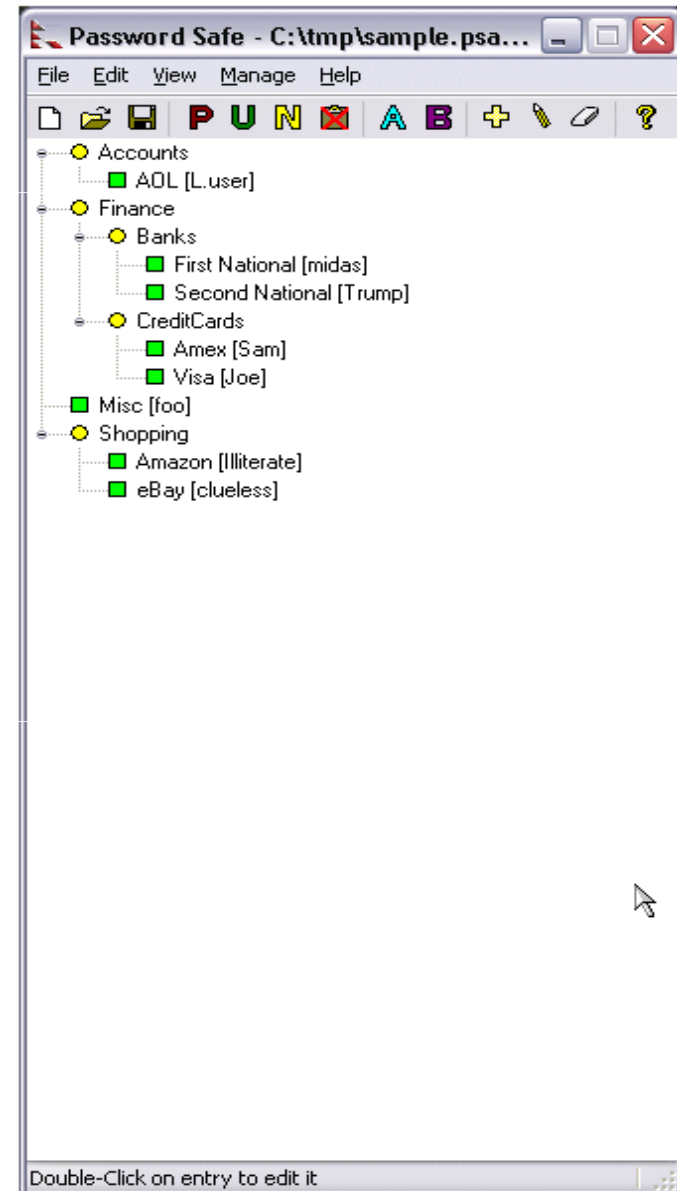 Password Safe - C:\tmp\sample.psa...
File Edit View Manage Help
P U N A B ?
Accounts
AOL [L.user]
Finance
Banks
First National [midas]
Second National [Trump]
CreditCards
Amex [Sam]
Visa [Joe]
Misc [foo]
Shopping
Amazon [Illiterate]
eBay [clueless]
Double-Click on entry to edit it